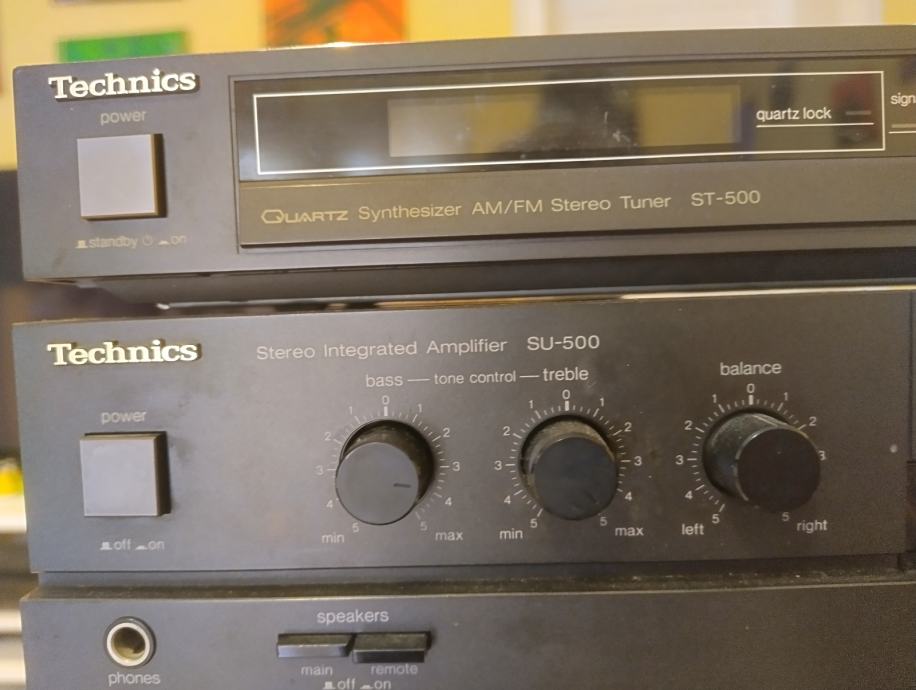 Technics
power
standby on
quartz lock
sign
QUARTZ Synthesizer AM/FM Stereo Tuner ST-500
Technics
Stereo Integrated Amplifier SU-500
power
off on
bass — tone control — treble
balance
0
1 1
2 2
3 3
4 4
5 5
min max
0
1 1
2 2
3 3
4 4
5 5
min max
0
1 1
2 2
3 3
4
5 5
left right
phones
speakers
main remote
off on